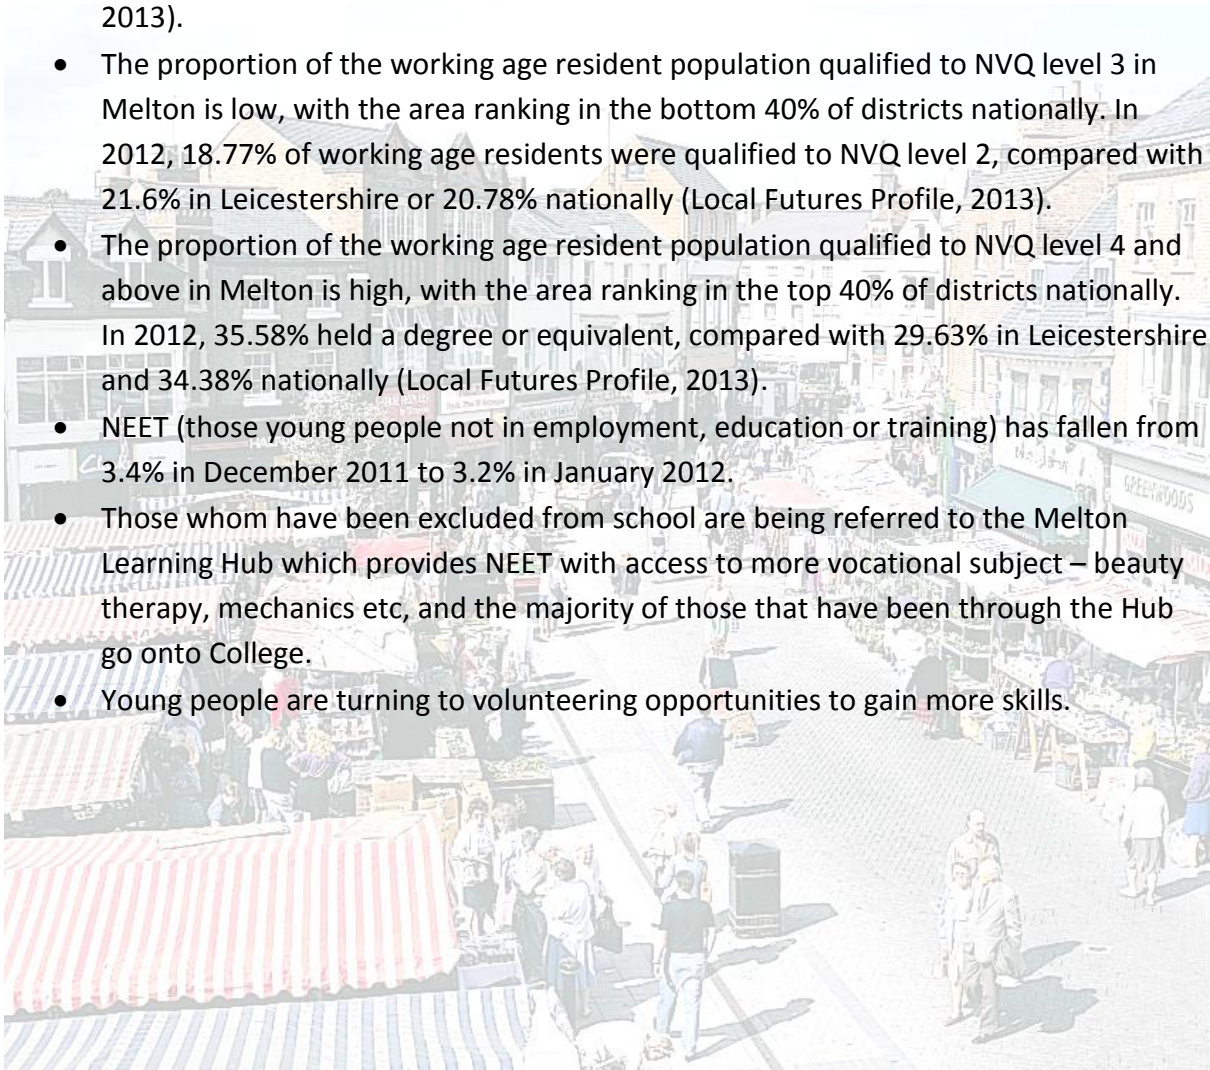 2013).
• The proportion of the working age resident population qualified to NVQ level 3 in
Melton is low, with the area ranking in the bottom 40% of districts nationally. In
2012, 18.77% of working age residents were qualified to NVQ level 2, compared with
21.6% in Leicestershire or 20.78% nationally (Local Futures Profile, 2013).
• The proportion of the working age resident population qualified to NVQ level 4 and
above in Melton is high, with the area ranking in the top 40% of districts nationally.
In 2012, 35.58% held a degree or equivalent, compared with 29.63% in Leicestershire
and 34.38% nationally (Local Futures Profile, 2013).
• NEET (those young people not in employment, education or training) has fallen from
3.4% in December 2011 to 3.2% in January 2012.
• Those whom have been excluded from school are being referred to the Melton
Learning Hub which provides NEET with access to more vocational subject – beauty
therapy, mechanics etc, and the majority of those that have been through the Hub
go onto College.
• Young people are turning to volunteering opportunities to gain more skills.
GREENWOODS